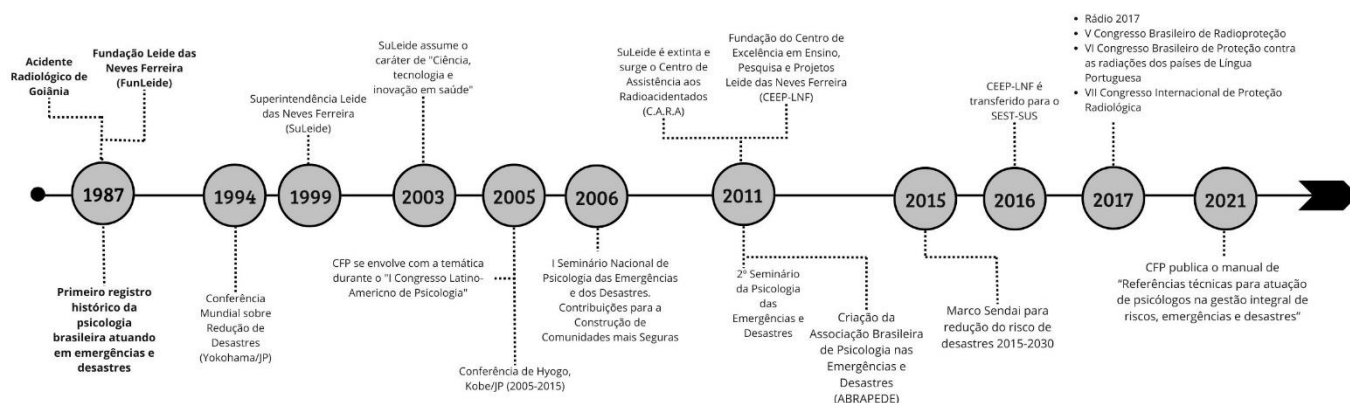 Acidente
Radiológico de
Goiânia
Fundação Leide das
Neves Ferreira
(FunLeide)
1987
Primeiro registro
histórico da
psicologia
brasileira atuando
em emergências e
desastres
1994
Conferência
Mundial sobre
Redução de
Desastres
(Yokohama/JP)
Superintendência Leide
das Neves Ferreira
(SuLeide)
1999
SuLeide assume o
caráter de "Ciência,
tecnologia e
inovação em saúde"
2003
2005
CFP se envolve com a temática
durante o "I Congresso Latino-
Americno de Psicologia"
Conferência de Hyogo,
Kobe/JP (2005-2015)
2006
I Seminário Nacional de
Psicologia das Emergências
e dos Desastres.
Contribuições para a
Construção de
Comunidades mais Seguras
SuLeide é extinta e
surge o Centro de
Assistência aos
Radioacidentados
(C.A.R.A)
Fundação do Centro de
Excelência em Ensino,
Pesquisa e Projetos
Leide das Neves Ferreira
(CEEP-LNF)
2011
2º Seminário
da Psicologia
das
Emergências e
Desastres
Criação da
Associação Brasileira
de Psicologia nas
Emergências e
Desastres
(ABRAPEDE)
2015
Marco Sendai para
redução do risco de
desastres 2015-2030
CEEP-LNF é
transferido para o
SEST-SUS
2016
• Rádio 2017
• V Congresso Brasileiro de Radioproteção
• VI Congresso Brasileiro de Proteção contra
as radiações dos países de Língua
Portuguesa
• VII Congresso Internacional de Proteção
Radiológica
2017
2021
CFP publica o manual de
"Referências técnicas para atuação
de psicólogos na gestão integral de
riscos, emergências e desastres"